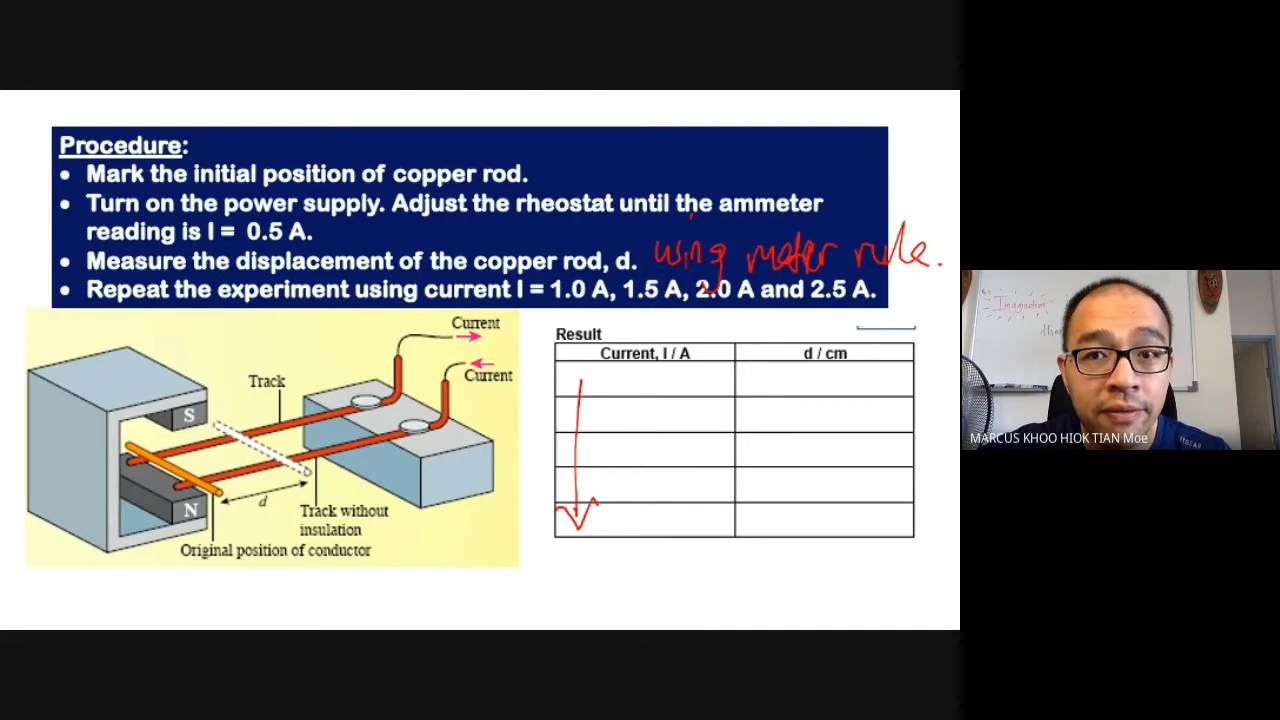 Procedure:
• Mark the initial position of copper rod.
• Turn on the power supply. Adjust the rheostat until the ammeter
reading is I = 0.5 A.
• Measure the displacement of the copper rod, d. using meter rule.
• Repeat the experiment using current I = 1.0 A, 1.5 A, 2.0 A and 2.5 A.
Current
Current
Track
S
N
d
Track without
insulation
Original position of conductor
Result
Current, I / A d / cm
Imagination
than
MARCUS KHOO HIOK TIAN Moe